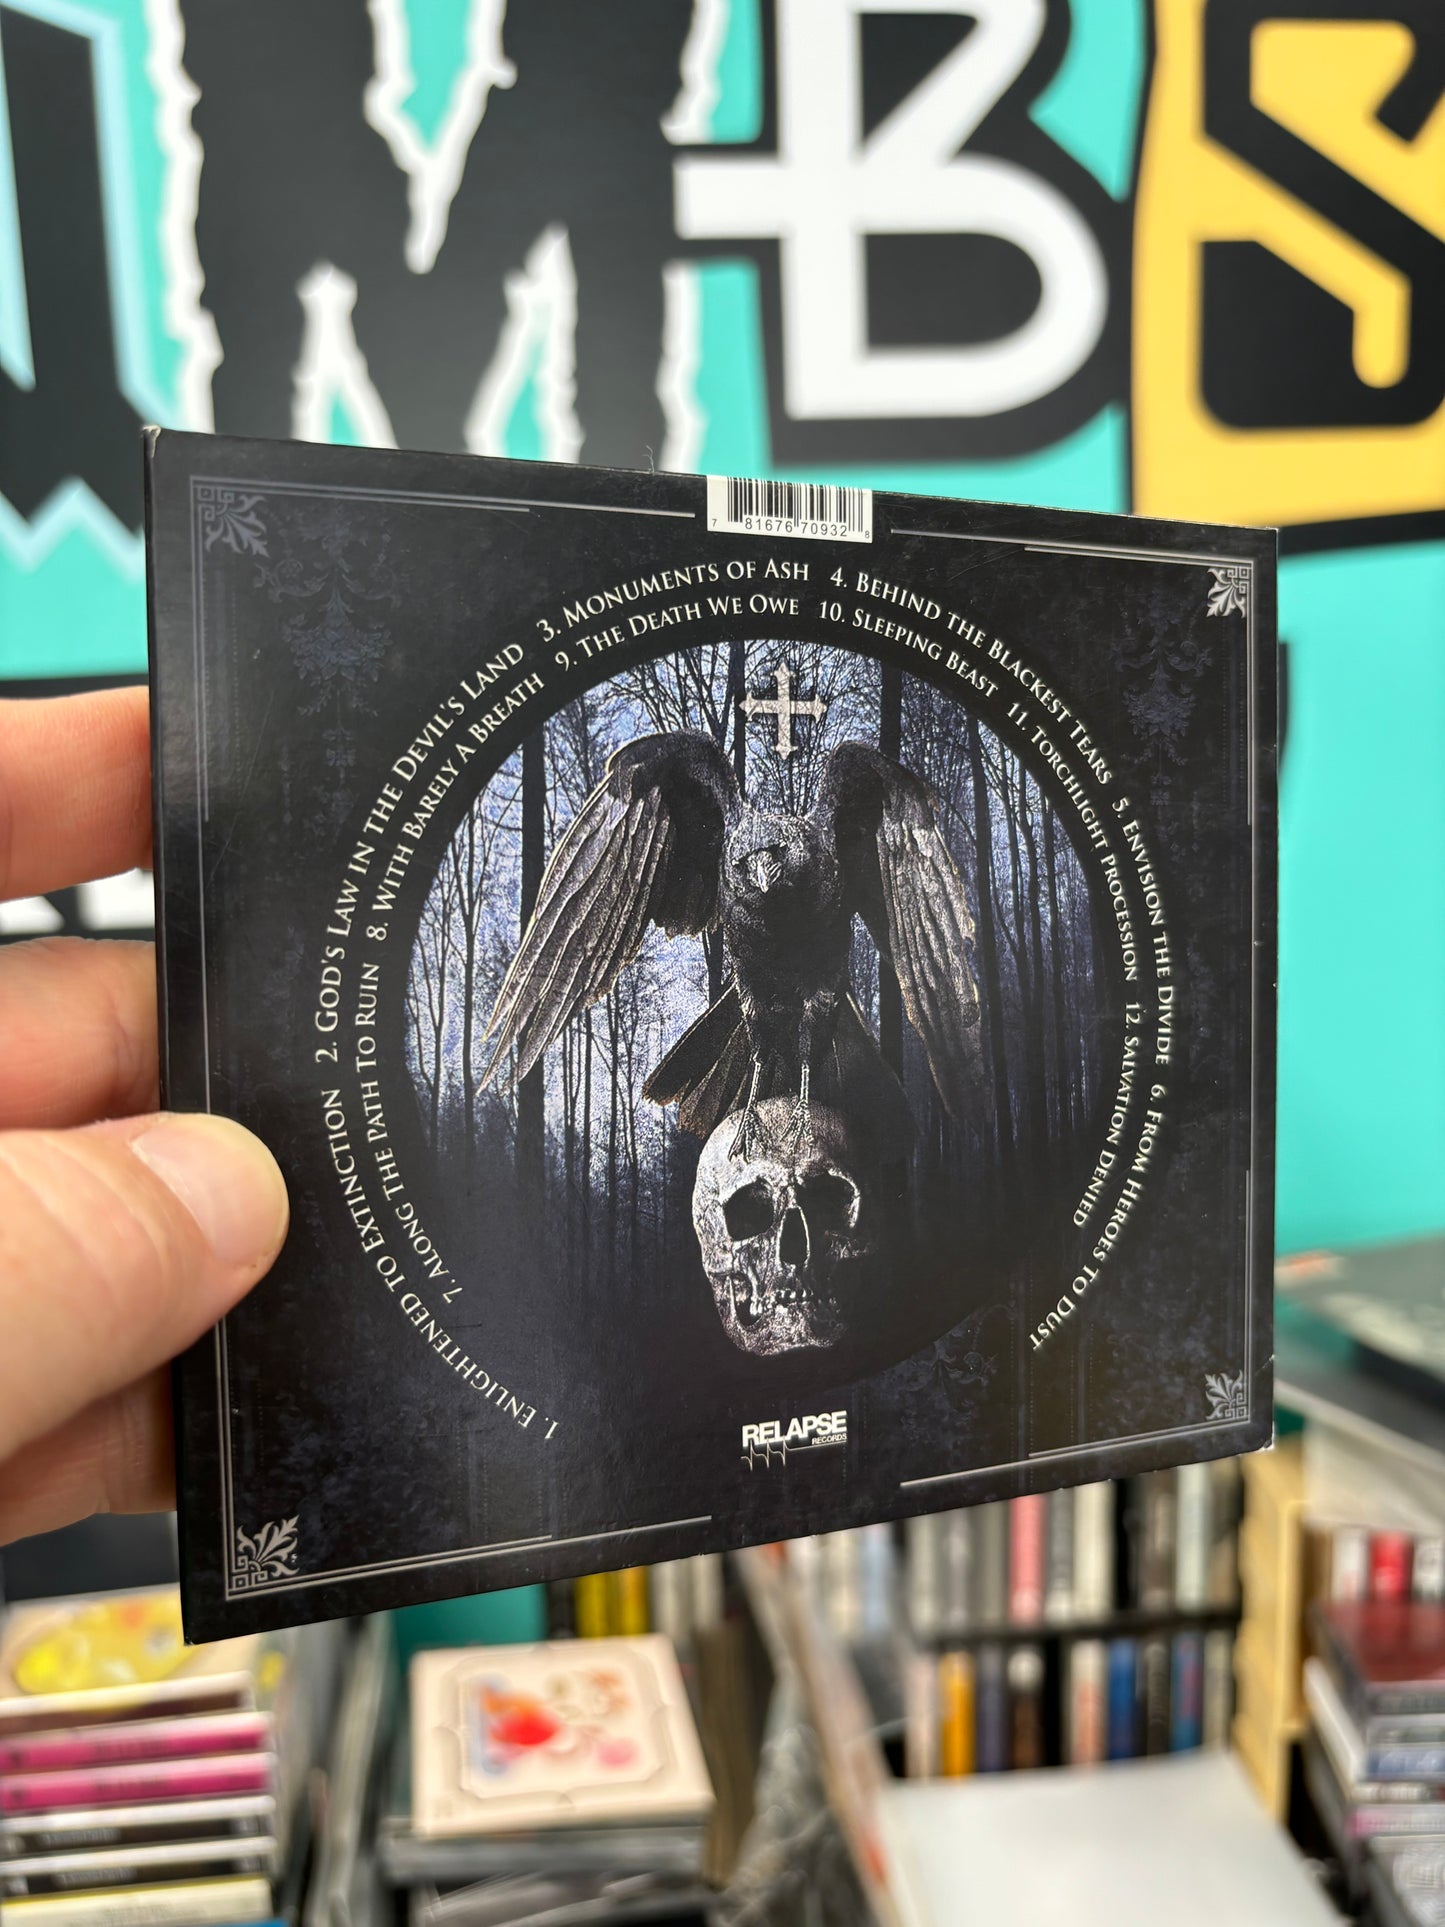 MBS
7 81676 70932 8
1. Enlightened to Extinction 2. God's Law in the Devil's Land 3. Monuments of Ash 4. Behind the Blackest Tears 5. Envision the Divide 6. From Heroes to Dust
7. Along the Path to Ruin 8. With Barely a Breath 9. The Death We Owe 10. Sleeping Beast 11. Torchlight Procession 12. Salvation Denied
RELAPSE
RECORDS